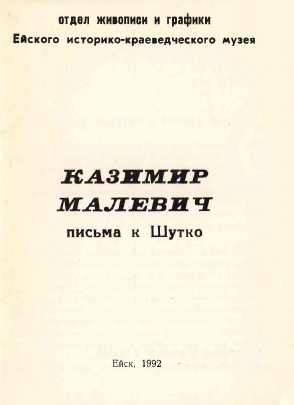 отдел живописи и графики
Ейского историко-краеведческого музея
КАЗИМИР
МАЛЕВИЧ
письма к Шутко
Ейск, 1992